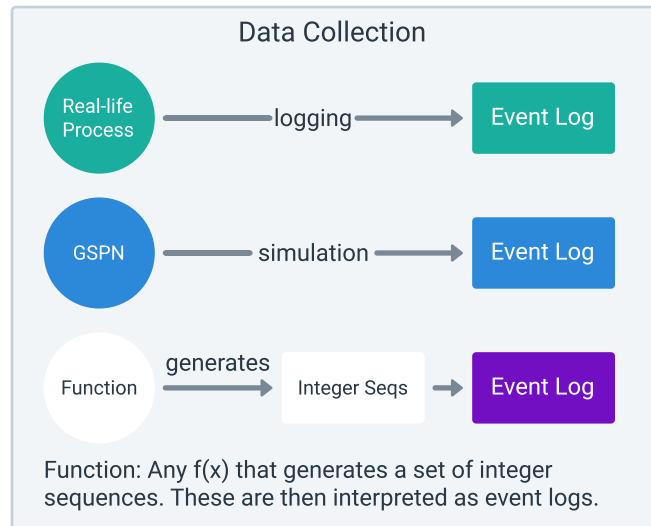 Data Collection
Real-life
Process
logging
Event Log
GSPN
simulation
Event Log
Function
generates
Integer Seqs
Event Log
Function: Any f(x) that generates a set of integer
sequences. These are then interpreted as event logs.